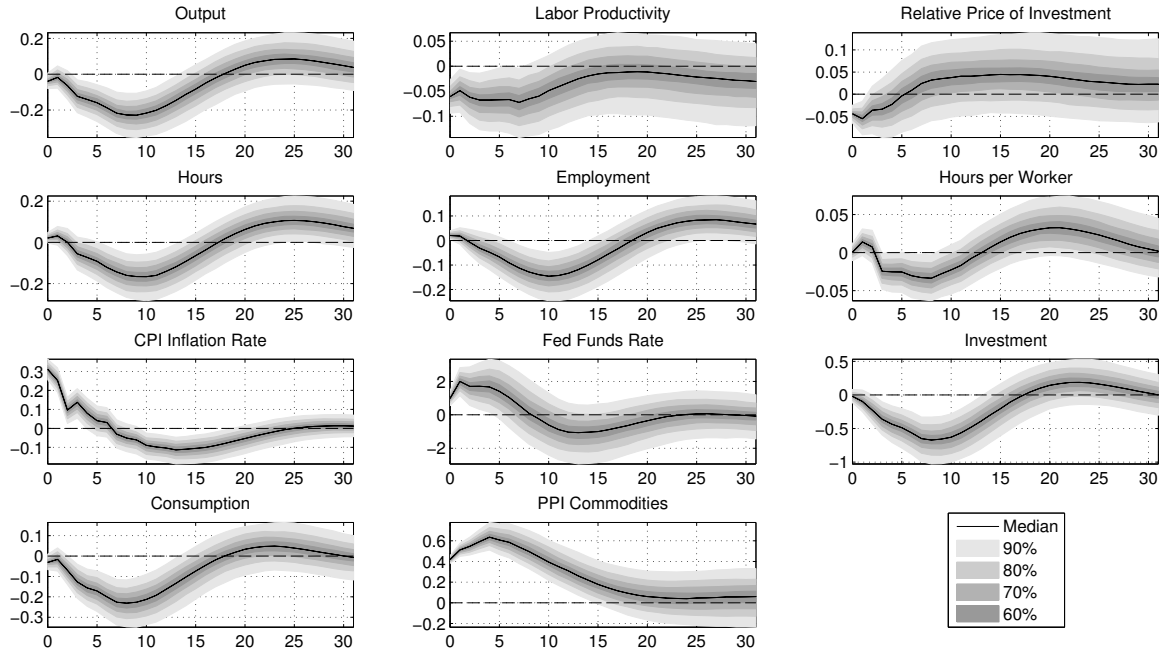 Output
Labor Productivity
Relative Price of Investment
0.2
0
−0.2
0.05
0
−0.05
−0.1
0.1
0.05
0
−0.05
0 5 10 15 20 25 30
0 5 10 15 20 25 30
0 5 10 15 20 25 30
Hours
Employment
Hours per Worker
0.2
0
−0.2
0.1
0
−0.1
−0.2
0.05
0
−0.05
0 5 10 15 20 25 30
0 5 10 15 20 25 30
0 5 10 15 20 25 30
CPI Inflation Rate
Fed Funds Rate
Investment
0.3
0.2
0.1
0
−0.1
2
0
−2
0.5
0
−0.5
−1
0 5 10 15 20 25 30
0 5 10 15 20 25 30
0 5 10 15 20 25 30
Consumption
PPI Commodities
0.1
0
−0.1
−0.2
−0.3
0.6
0.4
0.2
0
−0.2
0 5 10 15 20 25 30
0 5 10 15 20 25 30
Median
90%
80%
70%
60%